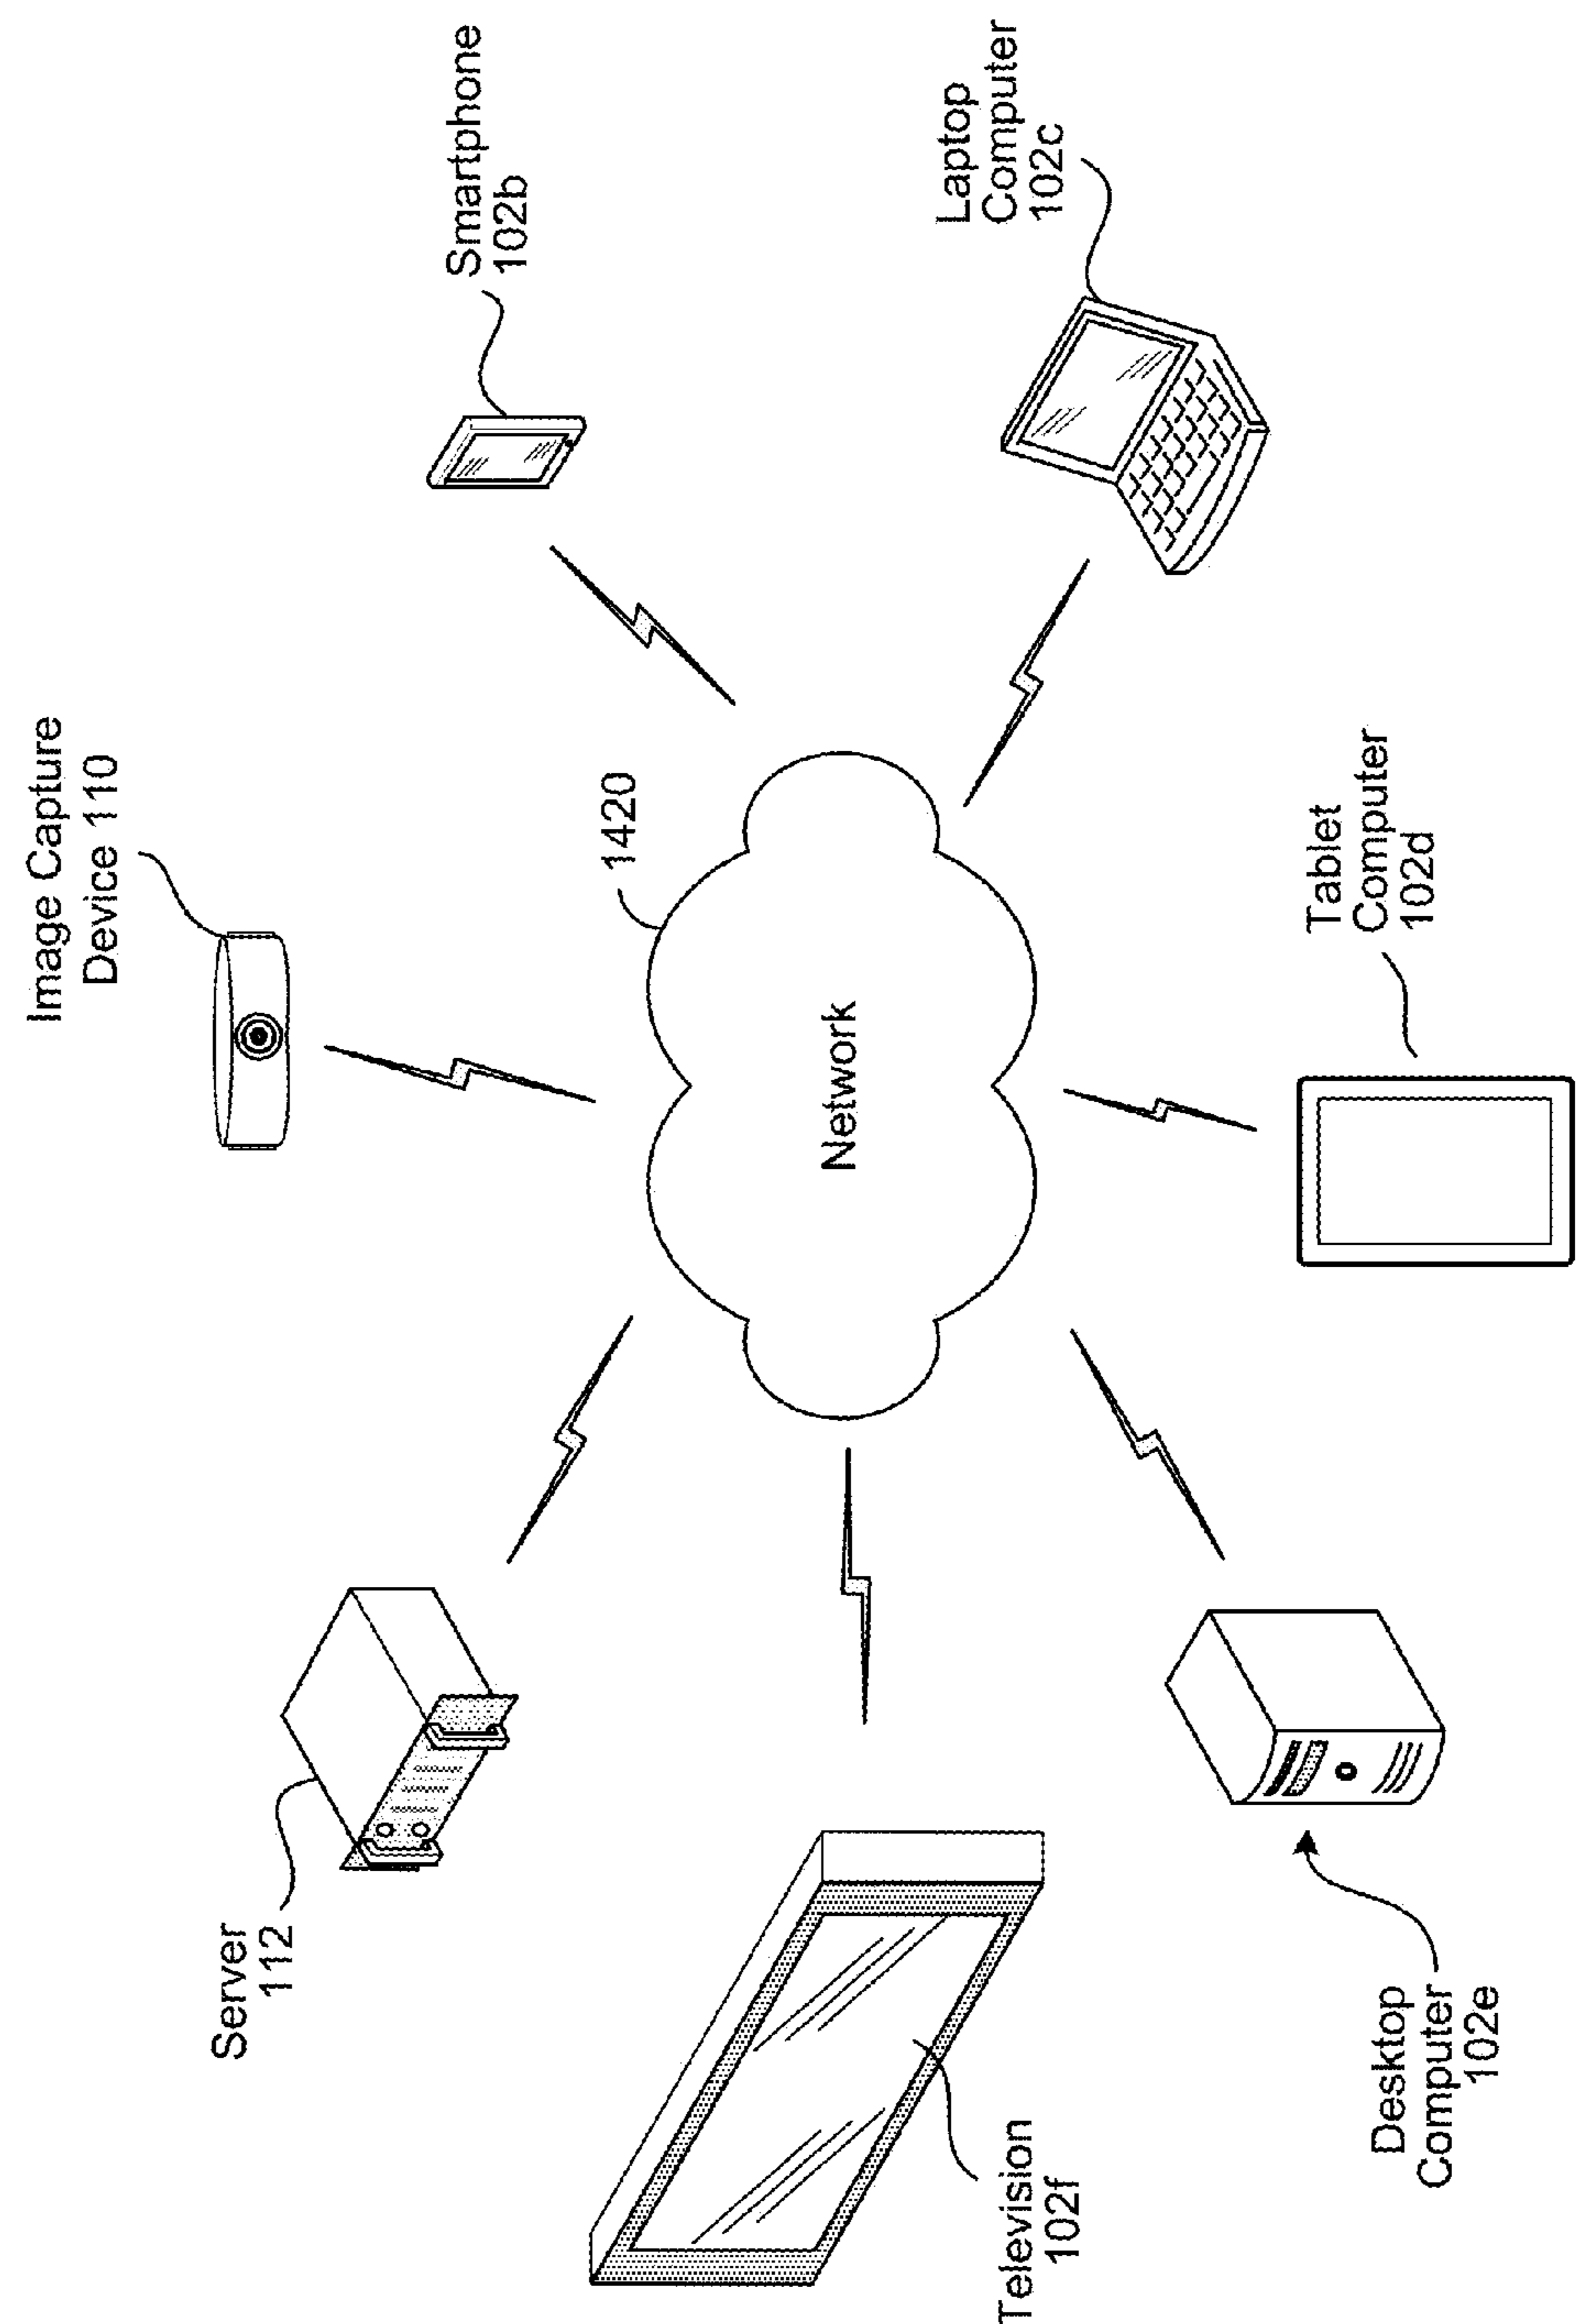 Image Capture
Device 110
Server
112
Smartphone
102b
1420
Network
Television
102f
Laptop
Computer
102c
Desktop
Computer
102e
Tablet
Computer
102d